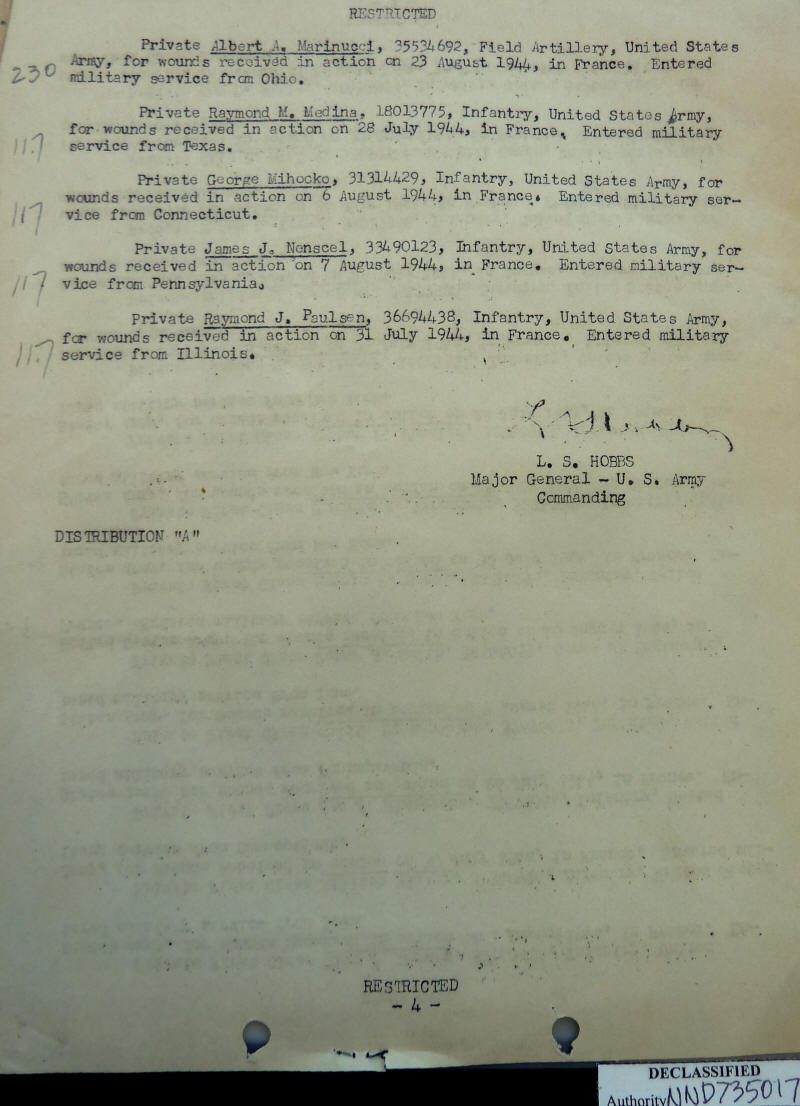 RESTRICTED
Private Albert A. Marinucci, 35534692, Field Artillery, United States
230 Army, for wounds received in action on 23 August 1944, in France. Entered
military service from Ohio.
Private Raymond M. Medina, 18013775, Infantry, United States Army,
for wounds received in action on 28 July 1944, in France, Entered military
117 service from Texas.
Private George Mihocko, 31314429, Infantry, United States Army, for
wounds received in action on 6 August 1944, in France. Entered military ser-
117 vice from Connecticut.
Private James J. Nenscel, 33490123, Infantry, United States Army, for
wounds received in action on 7 August 1944, in France. Entered military ser-
117 vice from Pennsylvania.
Private Raymond J. Paulsen, 36694438, Infantry, United States Army,
for wounds received in action on 31 July 1944, in France. Entered military
117 service from Illinois.
L. S. HOBBS
Major General - U. S. Army
Commanding
DISTRIBUTION "A"
RESTRICTED
- 4 -
DECLASSIFIED
Authority NND735017